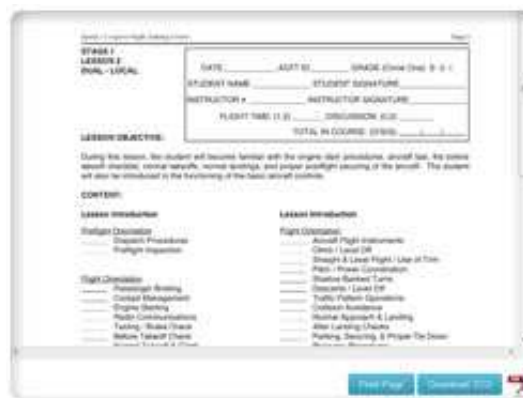 STAGE I
LESSON 2
DUAL - LOCAL
DATE ACFT ID GRADE (Circle One)
STUDENT NAME STUDENT SIGNATURE
INSTRUCTOR # INSTRUCTOR SIGNATURE
FLIGHT TIME DISCUSSION
TOTAL IN COURSE
LESSON OBJECTIVE:
During this lesson, the student will become familiar with the engine start procedures, aircraft taxi, the before
takeoff checklist, normal takeoffs, normal landings, and proper postflight securing of the aircraft. The student
will also be introduced to the functioning of the basic aircraft controls.
CONTENT:
Lesson Introduction
Preflight Orientation
Dispatch Procedures
Preflight Inspection
Flight Orientation
Passenger Briefing
Cockpit Management
Engine Starting
Radio Communications
Taxiing / Brake Check
Before Takeoff Check
Normal Takeoff & Climb
Lesson Introduction
Flight Orientation
Aircraft Flight Instruments
Climb / Level Off
Straight & Level Flight / Use of Trim
Pitch / Power Coordination
Shallow Banked Turns
Descents / Level Off
Traffic Pattern Operations
Collision Avoidance
Normal Approach & Landing
After Landing Checks
Parking, Securing, & Proper Tie Down
Print Page
Download